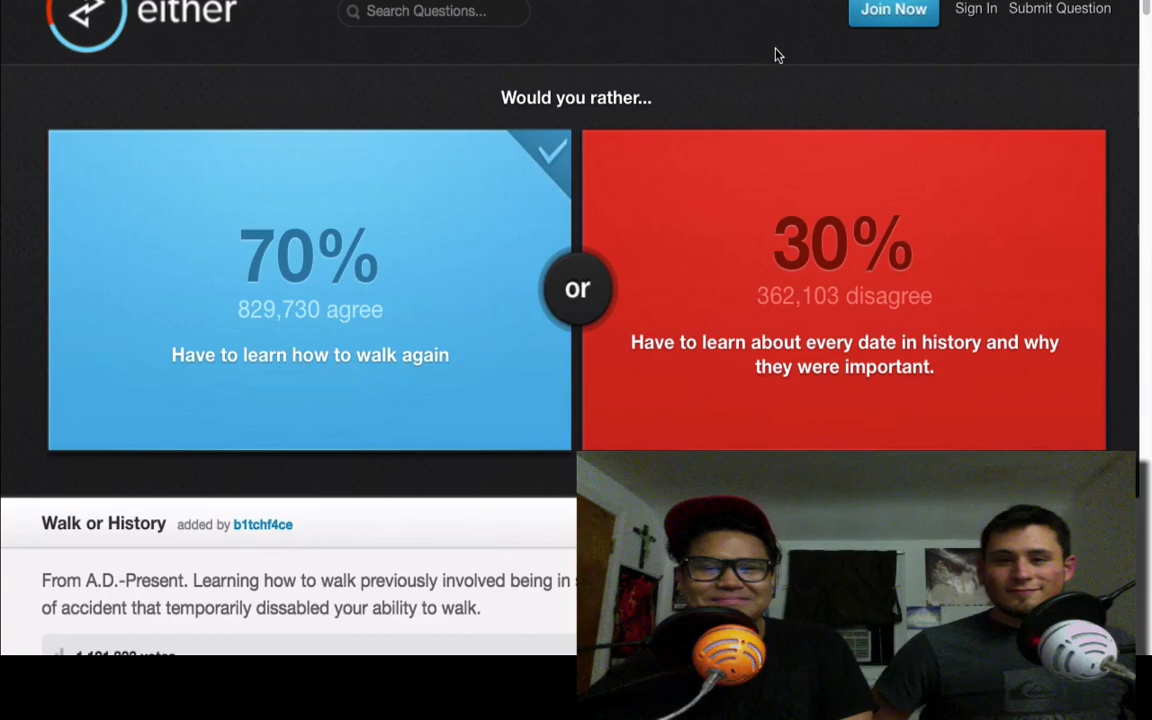 either
Search Questions...
Join Now
Sign In
Submit Question
Would you rather...
70%
829,730 agree
Have to learn how to walk again
or
30%
362,103 disagree
Have to learn about every date in history and why
they were important.
Walk or History added by b1tchf4ce
From A.D.-Present. Learning how to walk previously involved being in
of accident that temporarily dissabled your ability to walk.